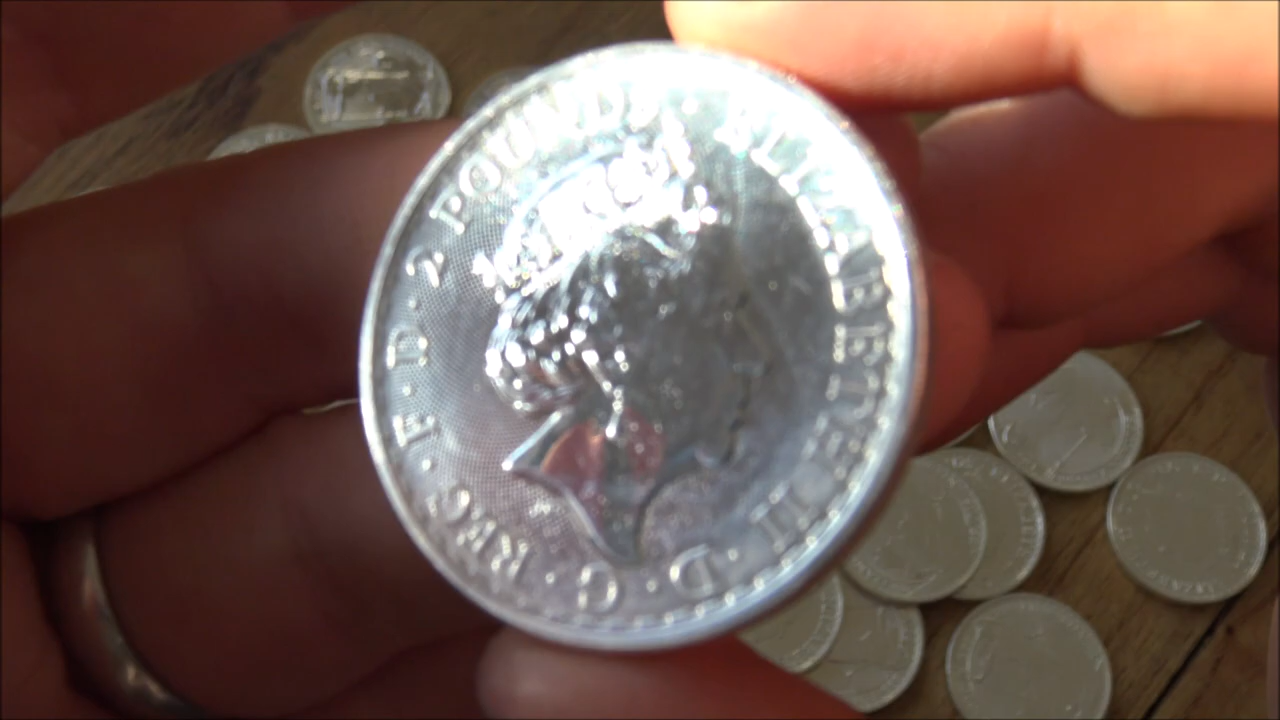 ELIZABETH II · D · G · REG · F · D · 2 POUNDS ·